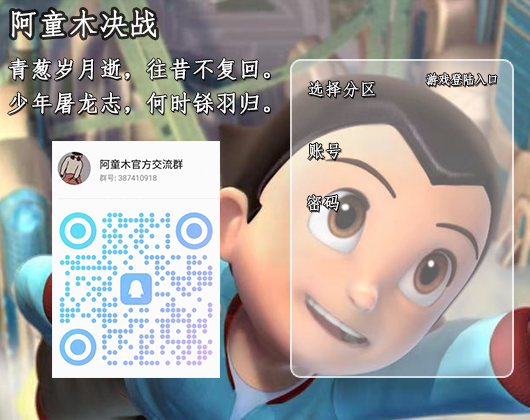 阿童木决战
青葱岁月逝，往昔不复回。
少年屠龙志，何时铩羽归。
阿童木官方交流群
群号: 387410918
选择分区
游戏登陆入口
账号
密码